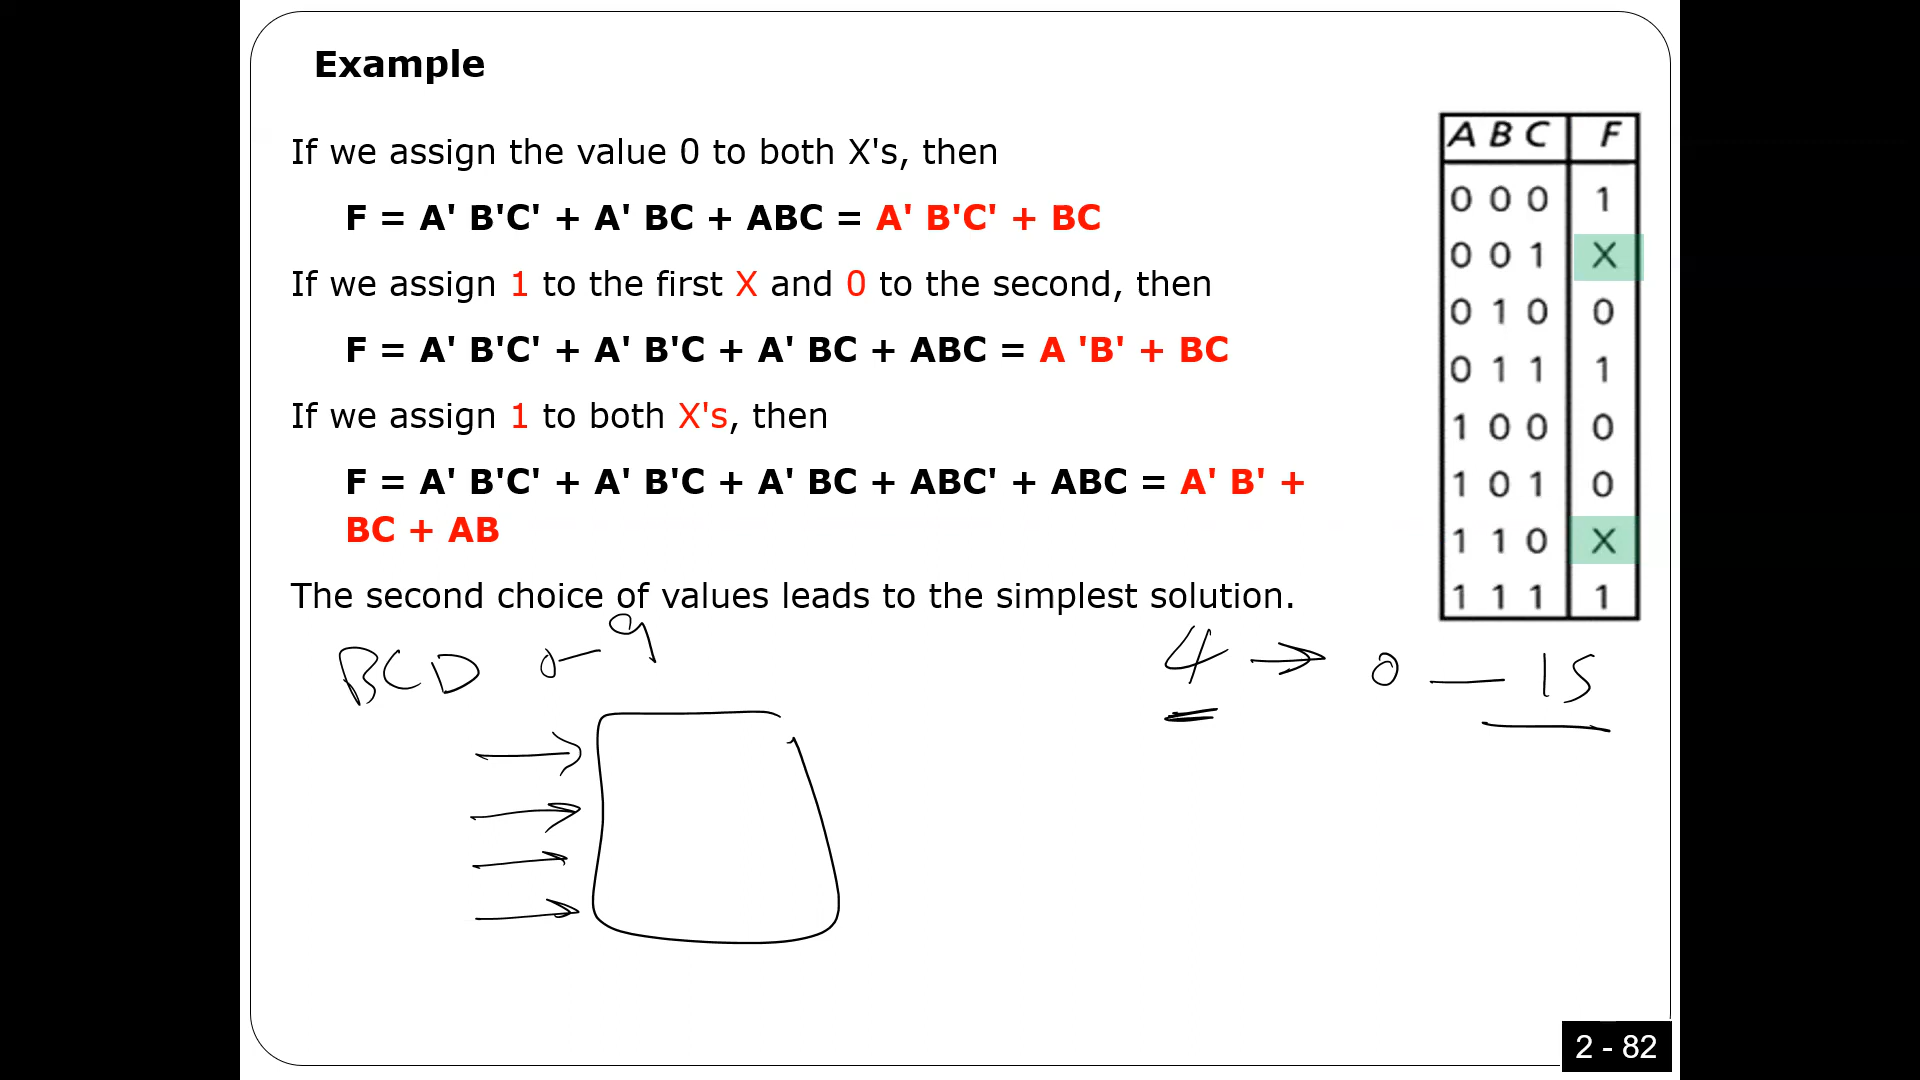 Example
If we assign the value 0 to both X's, then
F = A' B'C' + A' BC + ABC = A' B'C' + BC
If we assign 1 to the first X and 0 to the second, then
F = A' B'C' + A' B'C + A' BC + ABC = A 'B' + BC
If we assign 1 to both X's, then
F = A' B'C' + A' B'C + A' BC + ABC' + ABC = A' B' +
BC + AB
The second choice of values leads to the simplest solution.
A B C F
0 0 0 1
0 0 1 X
0 1 0 0
0 1 1 1
1 0 0 0
1 0 1 0
1 1 0 X
1 1 1 1
BCD 0-9
4 → 0 — 15
2 - 82